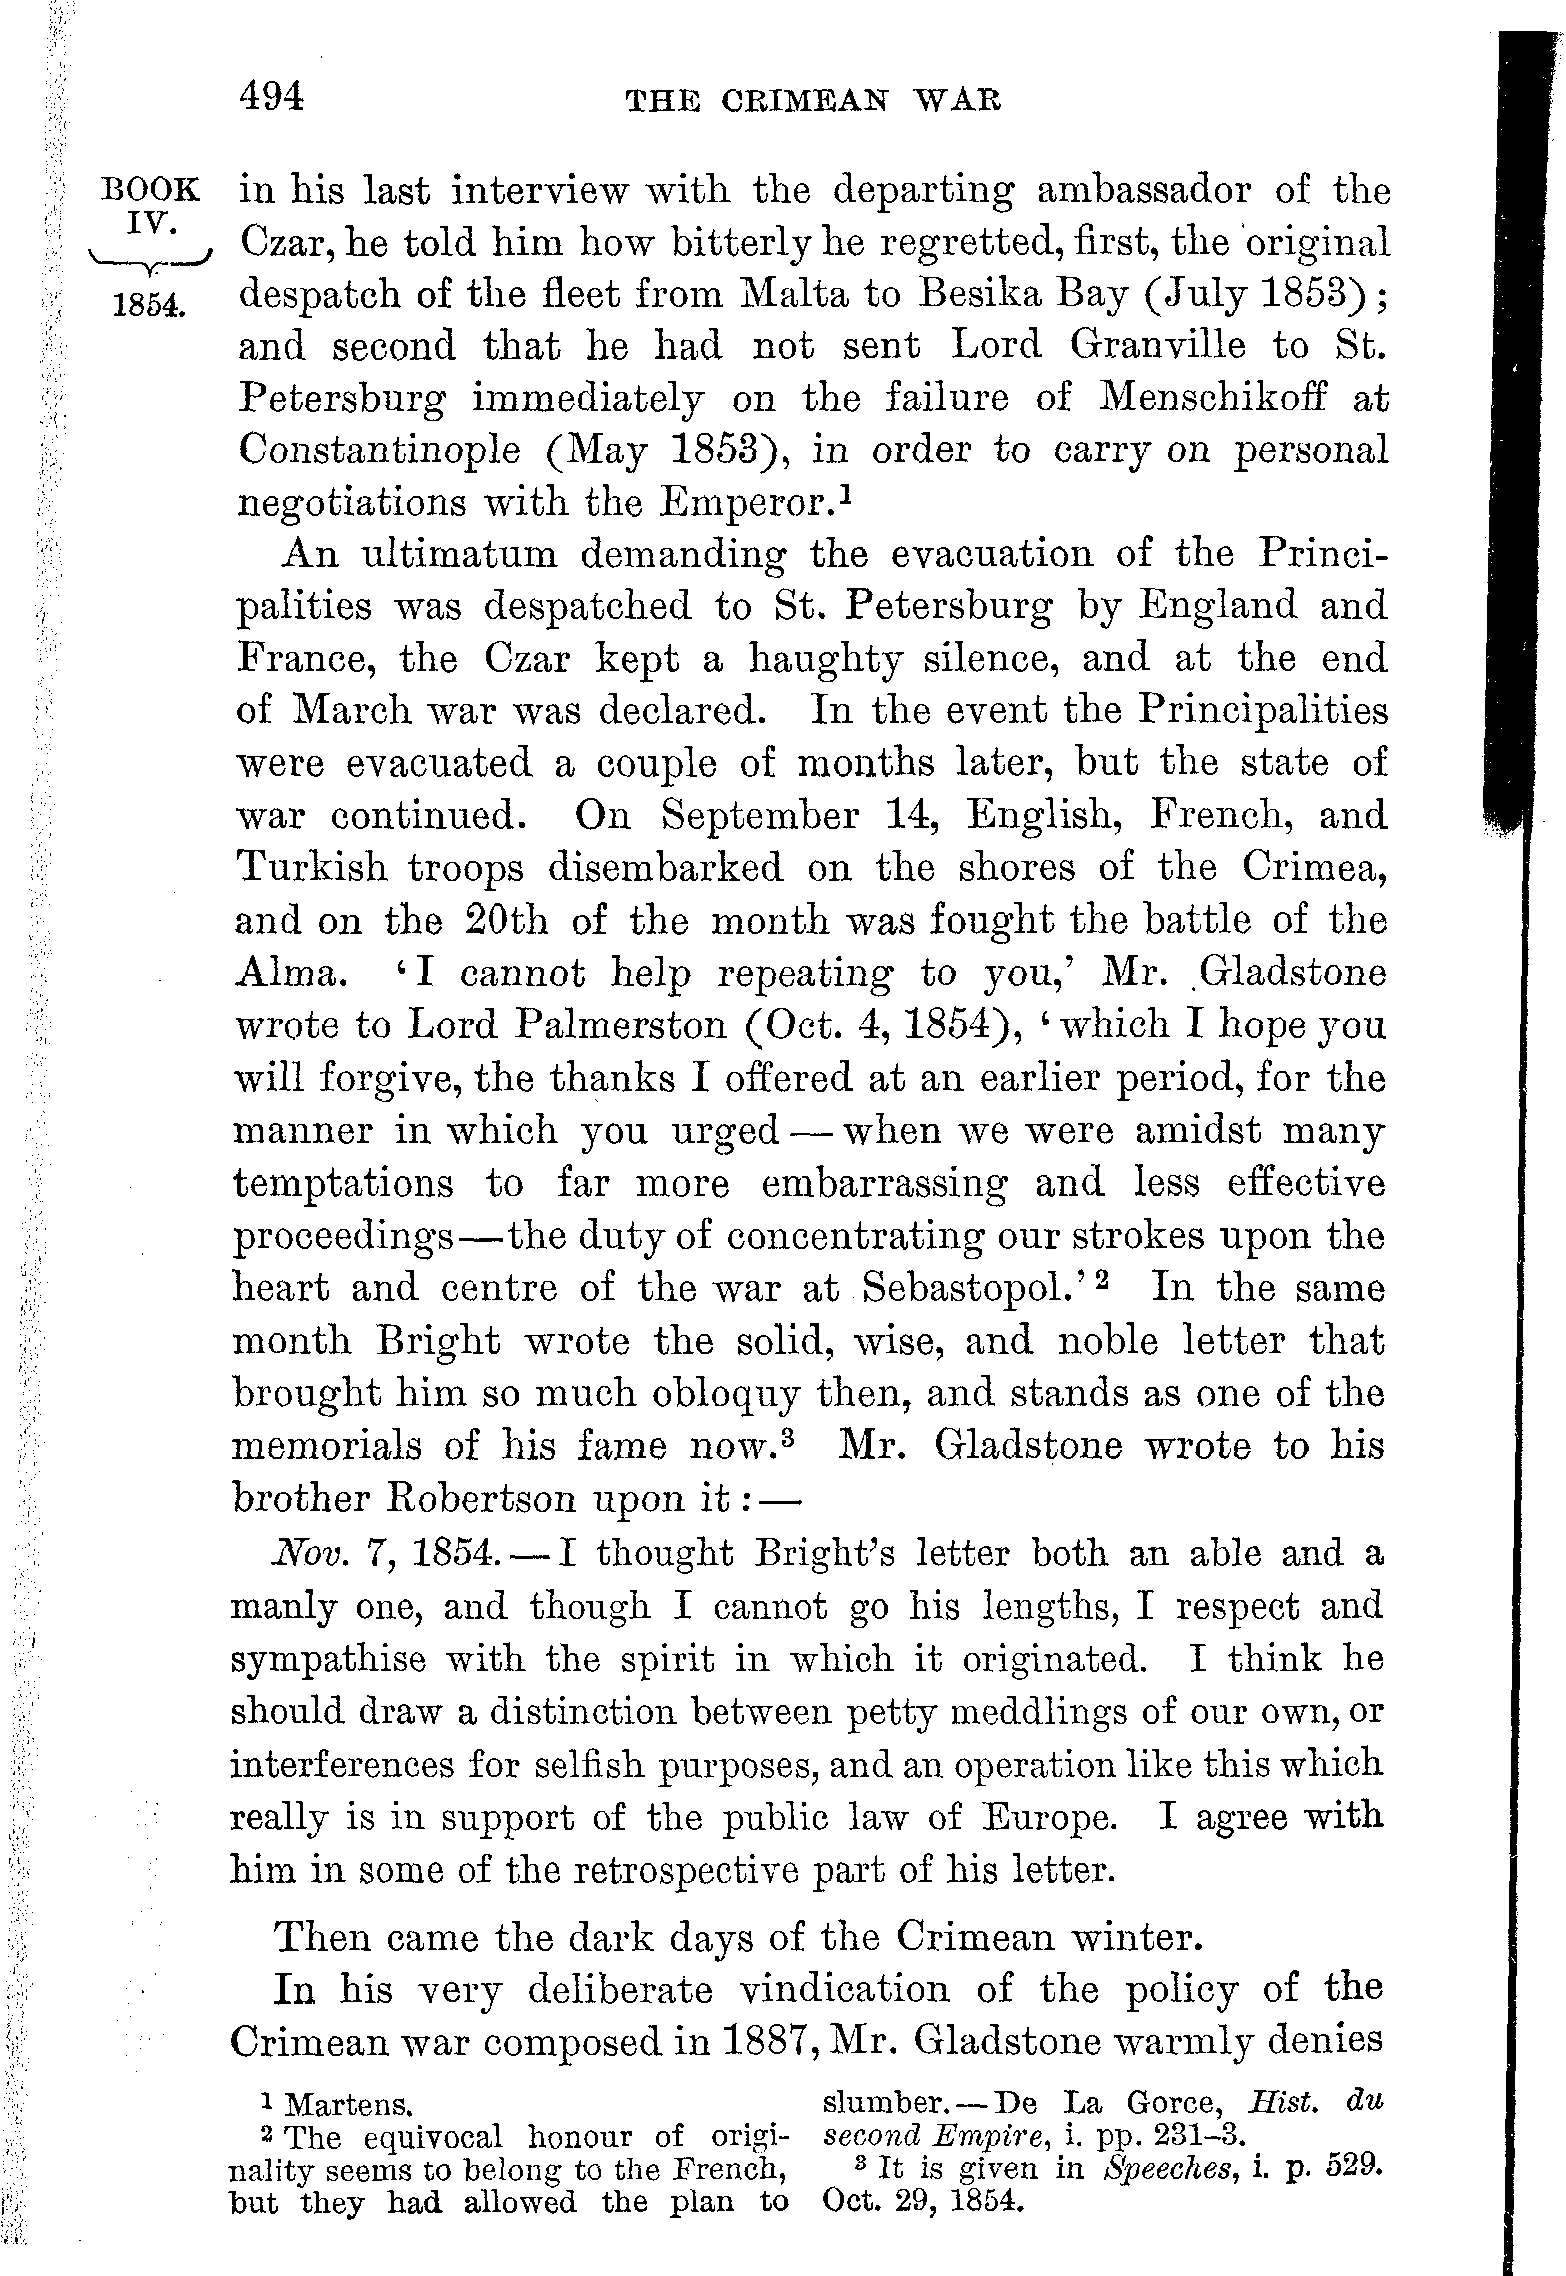 494 THE CRIMEAN WAR
BOOK
IV.
1854.
in his last interview with the departing ambassador of the
Czar, he told him how bitterly he regretted, first, the original
despatch of the fleet from Malta to Besika Bay (July 1853);
and second that he had not sent Lord Granville to St.
Petersburg immediately on the failure of Menschikoff at
Constantinople (May 1853), in order to carry on personal
negotiations with the Emperor.¹
An ultimatum demanding the evacuation of the Princi-
palities was despatched to St. Petersburg by England and
France, the Czar kept a haughty silence, and at the end
of March war was declared. In the event the Principalities
were evacuated a couple of months later, but the state of
war continued. On September 14, English, French, and
Turkish troops disembarked on the shores of the Crimea,
and on the 20th of the month was fought the battle of the
Alma. ‘I cannot help repeating to you,’ Mr. Gladstone
wrote to Lord Palmerston (Oct. 4, 1854), ‘which I hope you
will forgive, the thanks I offered at an earlier period, for the
manner in which you urged — when we were amidst many
temptations to far more embarrassing and less effective
proceedings—the duty of concentrating our strokes upon the
heart and centre of the war at Sebastopol.’² In the same
month Bright wrote the solid, wise, and noble letter that
brought him so much obloquy then, and stands as one of the
memorials of his fame now.³ Mr. Gladstone wrote to his
brother Robertson upon it:—
Nov. 7, 1854.—I thought Bright’s letter both an able and a
manly one, and though I cannot go his lengths, I respect and
sympathise with the spirit in which it originated. I think he
should draw a distinction between petty meddlings of our own, or
interferences for selfish purposes, and an operation like this which
really is in support of the public law of Europe. I agree with
him in some of the retrospective part of his letter.
Then came the dark days of the Crimean winter.
In his very deliberate vindication of the policy of the
Crimean war composed in 1887, Mr. Gladstone warmly denies
¹ Martens.
² The equivocal honour of origi-
nality seems to belong to the French,
but they had allowed the plan to
slumber.—De La Gorce, Hist. du
second Empire, i. pp. 231–3.
³ It is given in Speeches, i. p. 529.
Oct. 29, 1854.